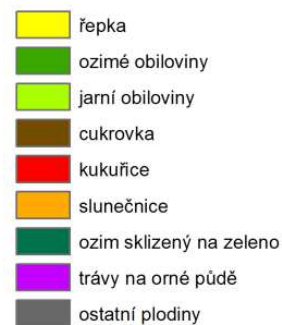 řepka
ozimé obiloviny
jarní obiloviny
cukrovka
kukuřice
slunečnice
ozim sklizený na zeleno
trávy na orné půdě
ostatní plodiny